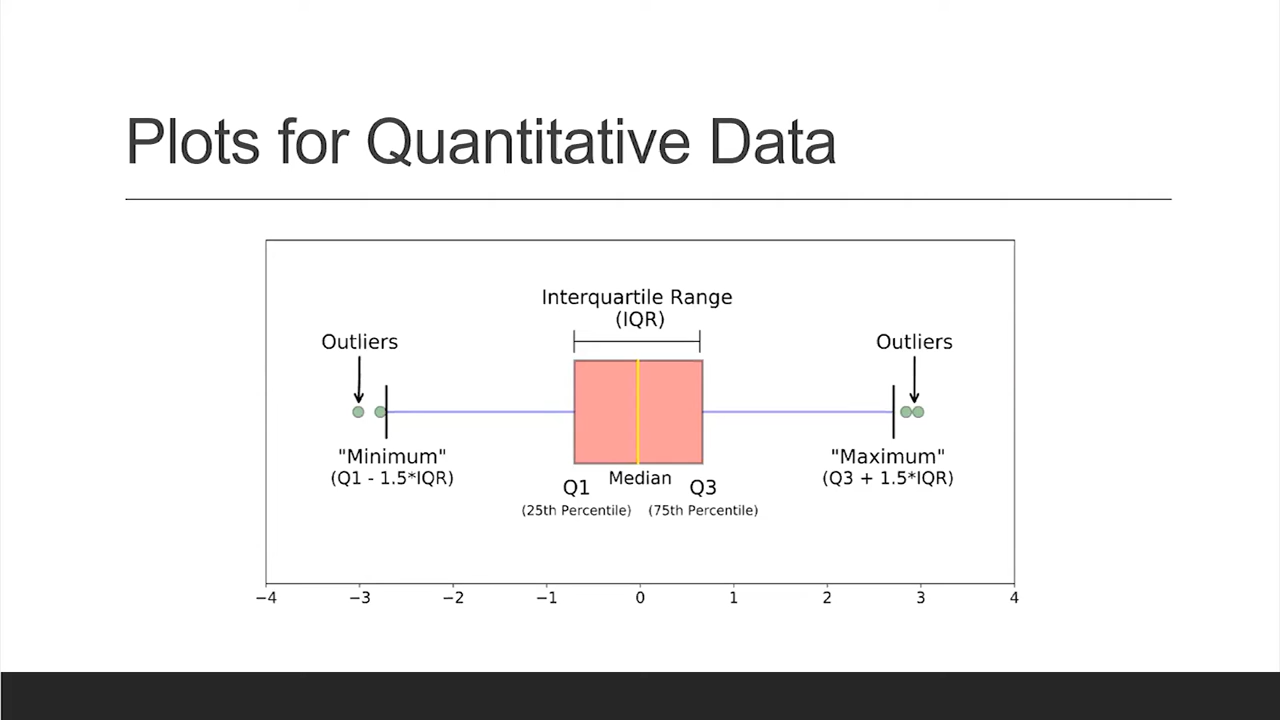 Plots for Quantitative Data
Interquartile Range
(IQR)
Outliers
Outliers
"Minimum"
(Q1 - 1.5*IQR)
"Maximum"
(Q3 + 1.5*IQR)
Median
Q1
Q3
(25th Percentile)
(75th Percentile)
−4 −3 −2 −1 0 1 2 3 4